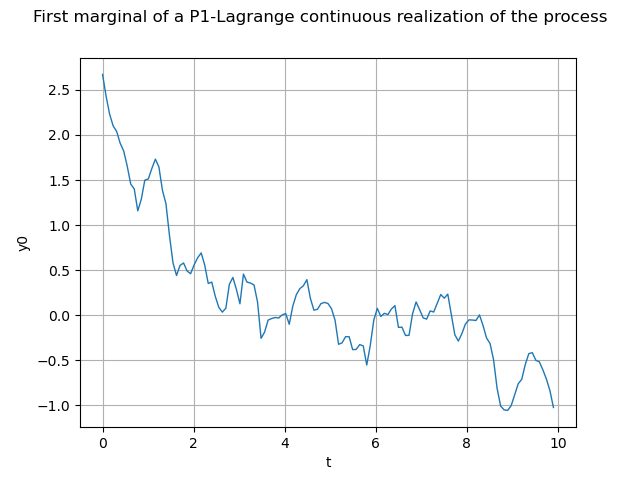 First marginal of a P1-Lagrange continuous realization of the process
2.5
2.0
1.5
1.0
0.5
0.0
−0.5
−1.0
y0
0 2 4 6 8 10
t